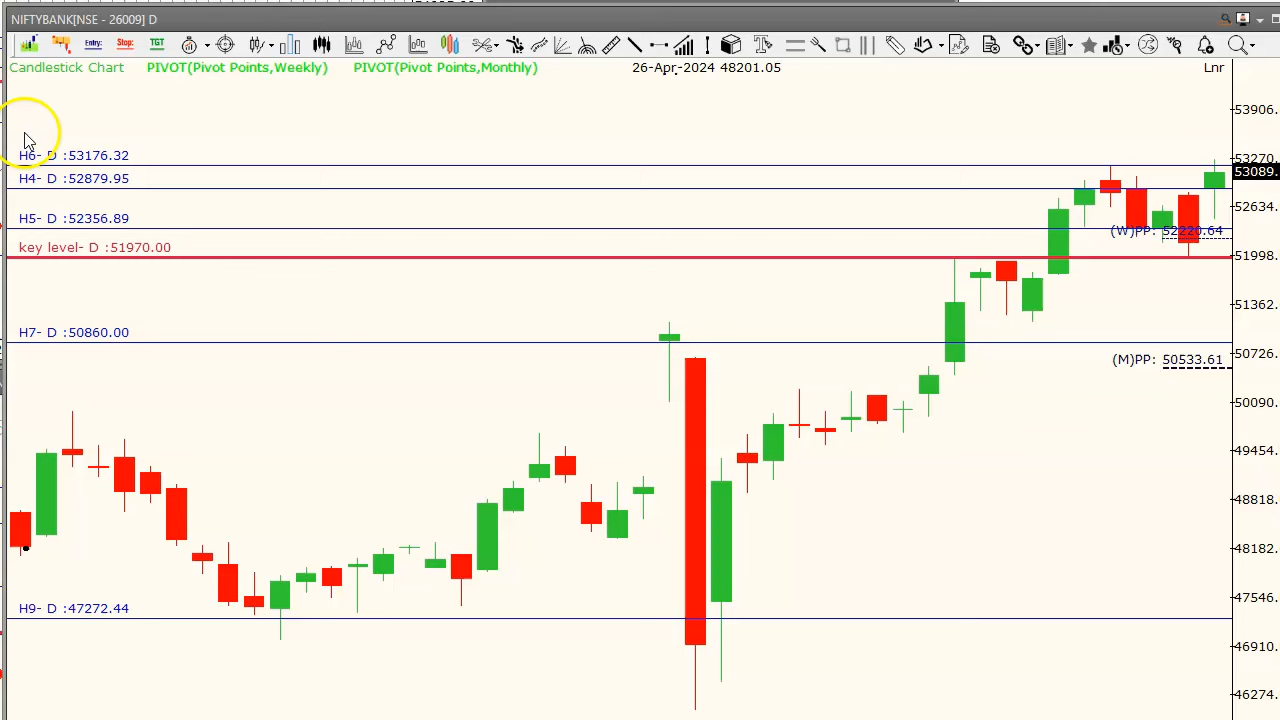 NIFTYBANK[NSE - 26009] D
Entry: Stop: TGT
Candlestick Chart PIVOT(Pivot Points,Weekly) PIVOT(Pivot Points,Monthly) 26-Apr-2024 48201.05 Lnr
53906.
H6- D :53176.32
53270.
53089.
H4- D :52879.95
52634.
H5- D :52356.89
(W)PP: 52220.64
key level- D :51970.00
51998.
51362.
H7- D :50860.00
50726.
(M)PP: 50533.61
50090.
49454.
48818.
48182.
47546.
H9- D :47272.44
46910.
46274.